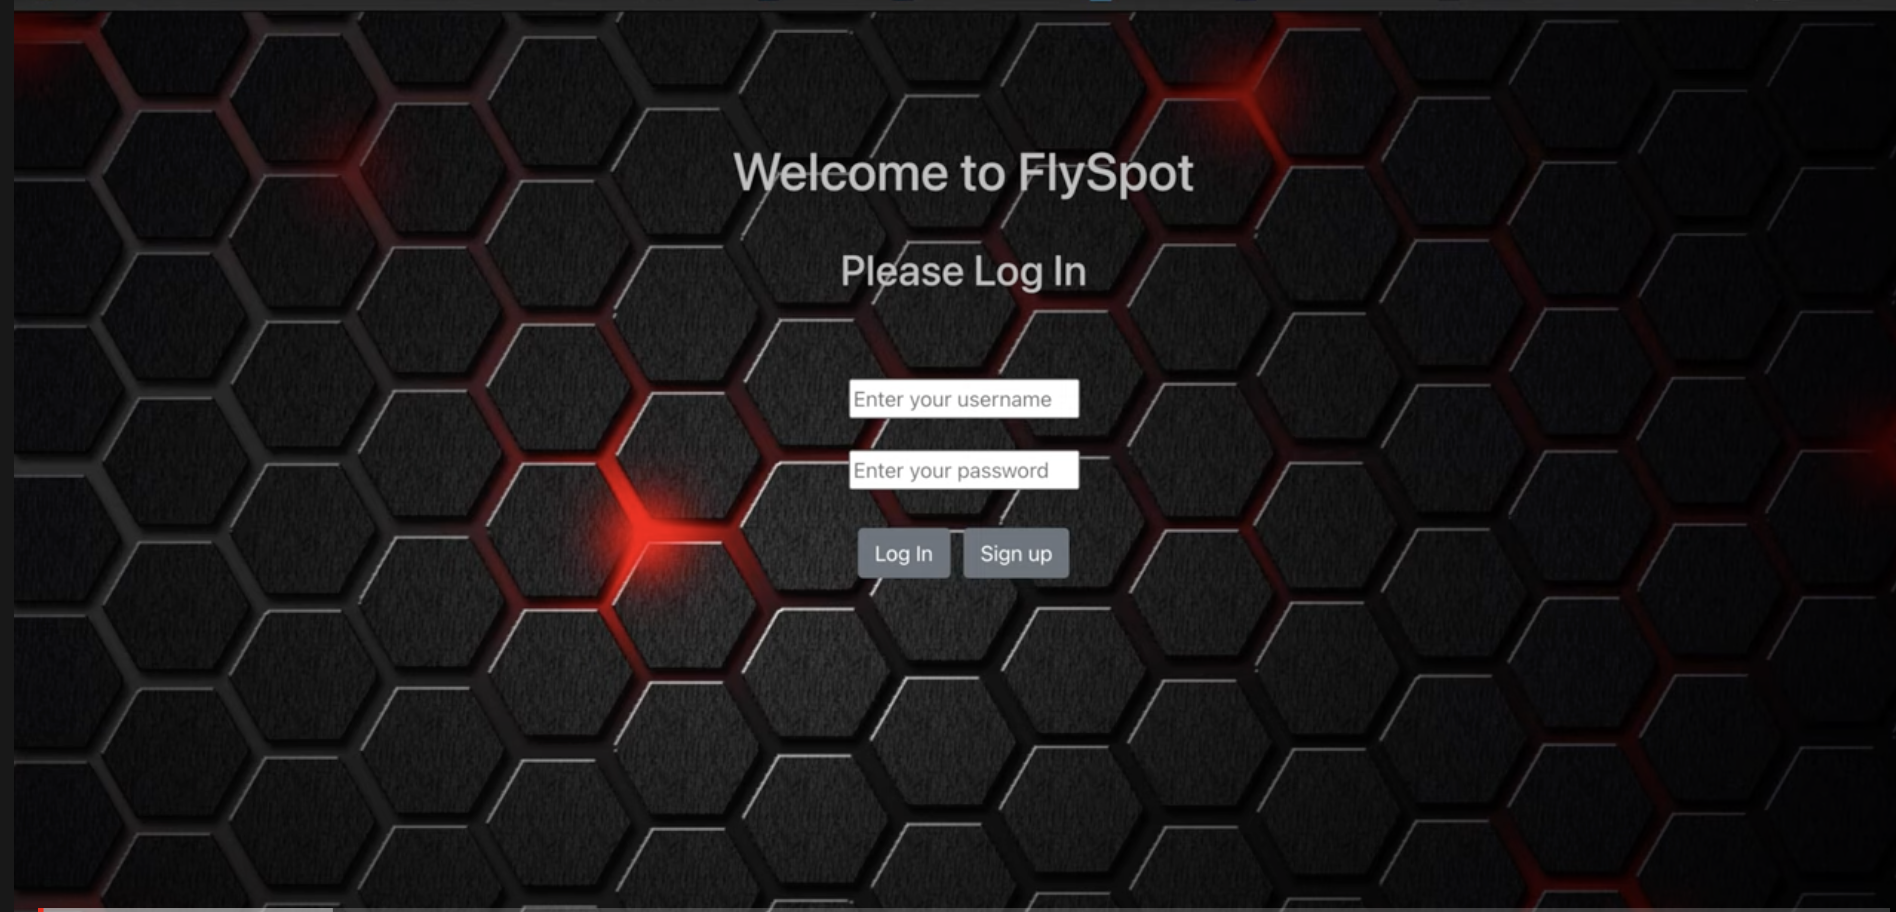 Welcome to FlySpot
Please Log In
Enter your username
Enter your password
Log In Sign up